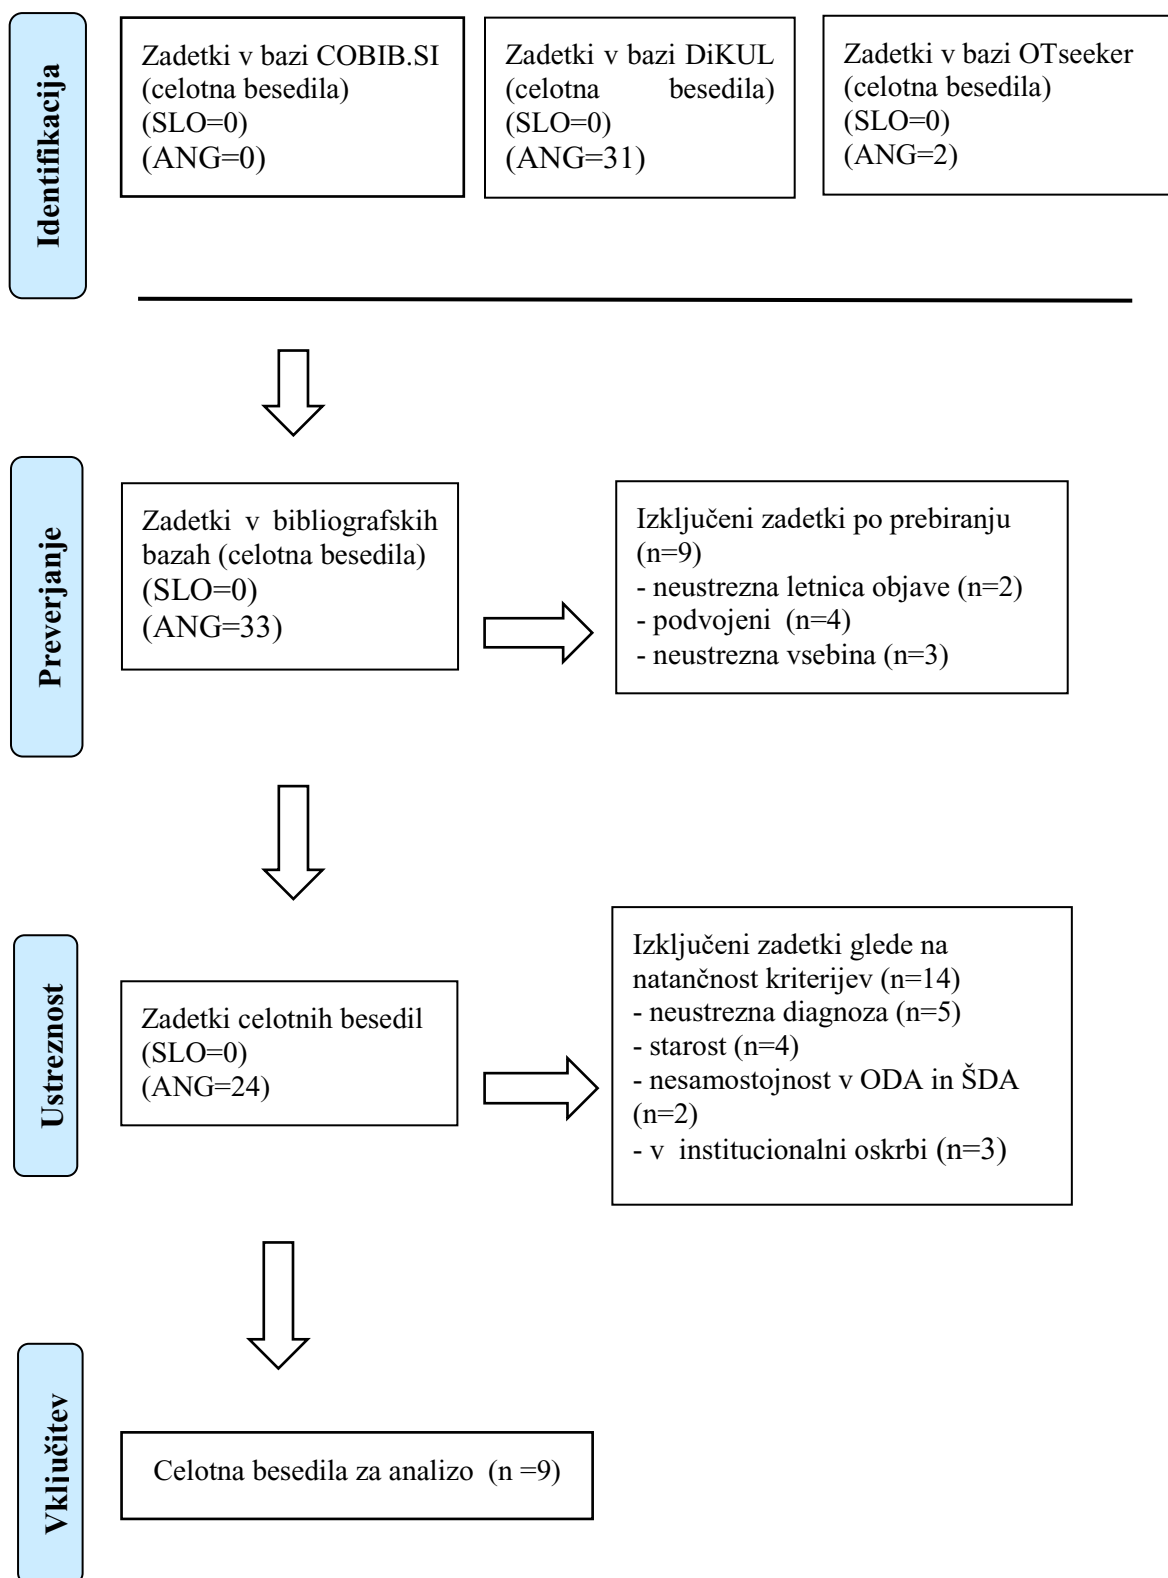 Identifikacija
Zadetki v bazi COBIB.SI
(celotna besedila)
(SLO=0)
(ANG=0)
Zadetki v bazi DiKUL
(celotna besedila)
(SLO=0)
(ANG=31)
Zadetki v bazi OTseeker
(celotna besedila)
(SLO=0)
(ANG=2)
Preverjanje
Zadetki v bibliografskih
bazah (celotna besedila)
(SLO=0)
(ANG=33)
Izključeni zadetki po prebiranju
(n=9)
- neustrezna letnica objave (n=2)
- podvojeni (n=4)
- neustrezna vsebina (n=3)
Ustreznost
Zadetki celotnih besedil
(SLO=0)
(ANG=24)
Izključeni zadetki glede na
natančnost kriterijev (n=14)
- neustrezna diagnoza (n=5)
- starost (n=4)
- nesamostojnost v ODA in ŠDA
(n=2)
- v institucionalni oskrbi (n=3)
Vključitev
Celotna besedila za analizo (n =9)